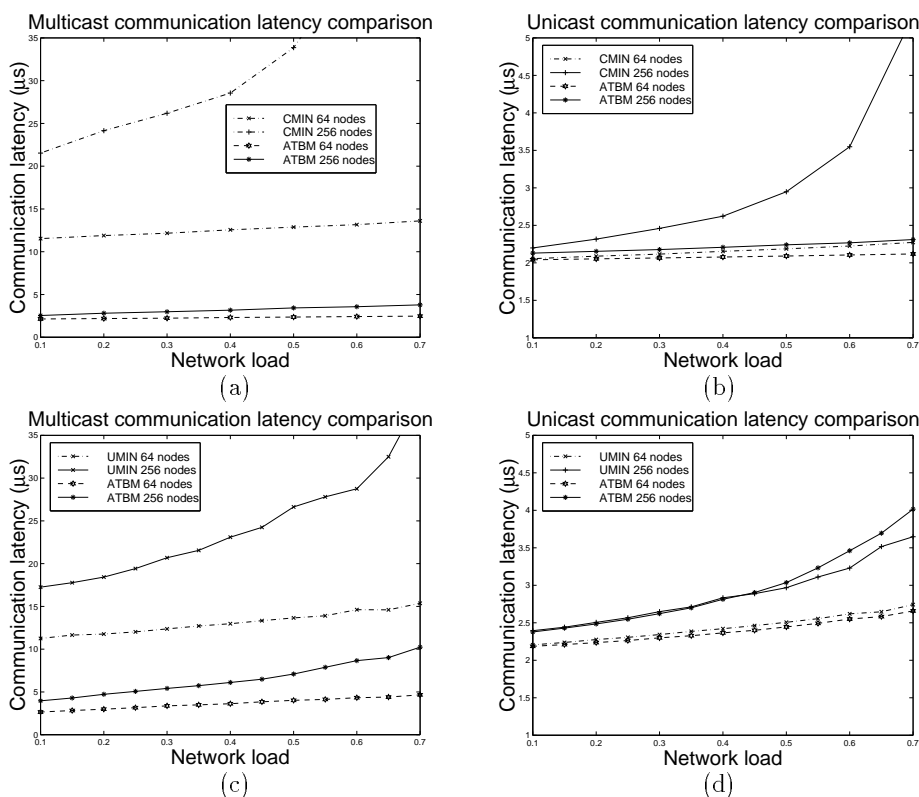 Multicast communication latency comparison
Communication latency (μs)
35
30
25
20
15
10
5
0
CMIN 64 nodes
CMIN 256 nodes
ATBM 64 nodes
ATBM 256 nodes
0.1 0.2 0.3 0.4 0.5 0.6 0.7
Network load
(a)
Unicast communication latency comparison
Communication latency (μs)
5
4.5
4
3.5
3
2.5
2
1.5
1
CMIN 64 nodes
CMIN 256 nodes
ATBM 64 nodes
ATBM 256 nodes
0.1 0.2 0.3 0.4 0.5 0.6 0.7
Network load
(b)
Multicast communication latency comparison
Communication latency (μs)
35
30
25
20
15
10
5
0
UMIN 64 nodes
UMIN 256 nodes
ATBM 64 nodes
ATBM 256 nodes
0.1 0.2 0.3 0.4 0.5 0.6 0.7
Network load
(c)
Unicast communication latency comparison
Communication latency (μs)
5
4.5
4
3.5
3
2.5
2
1.5
1
UMIN 64 nodes
UMIN 256 nodes
ATBM 64 nodes
ATBM 256 nodes
0.1 0.2 0.3 0.4 0.5 0.6 0.7
Network load
(d)